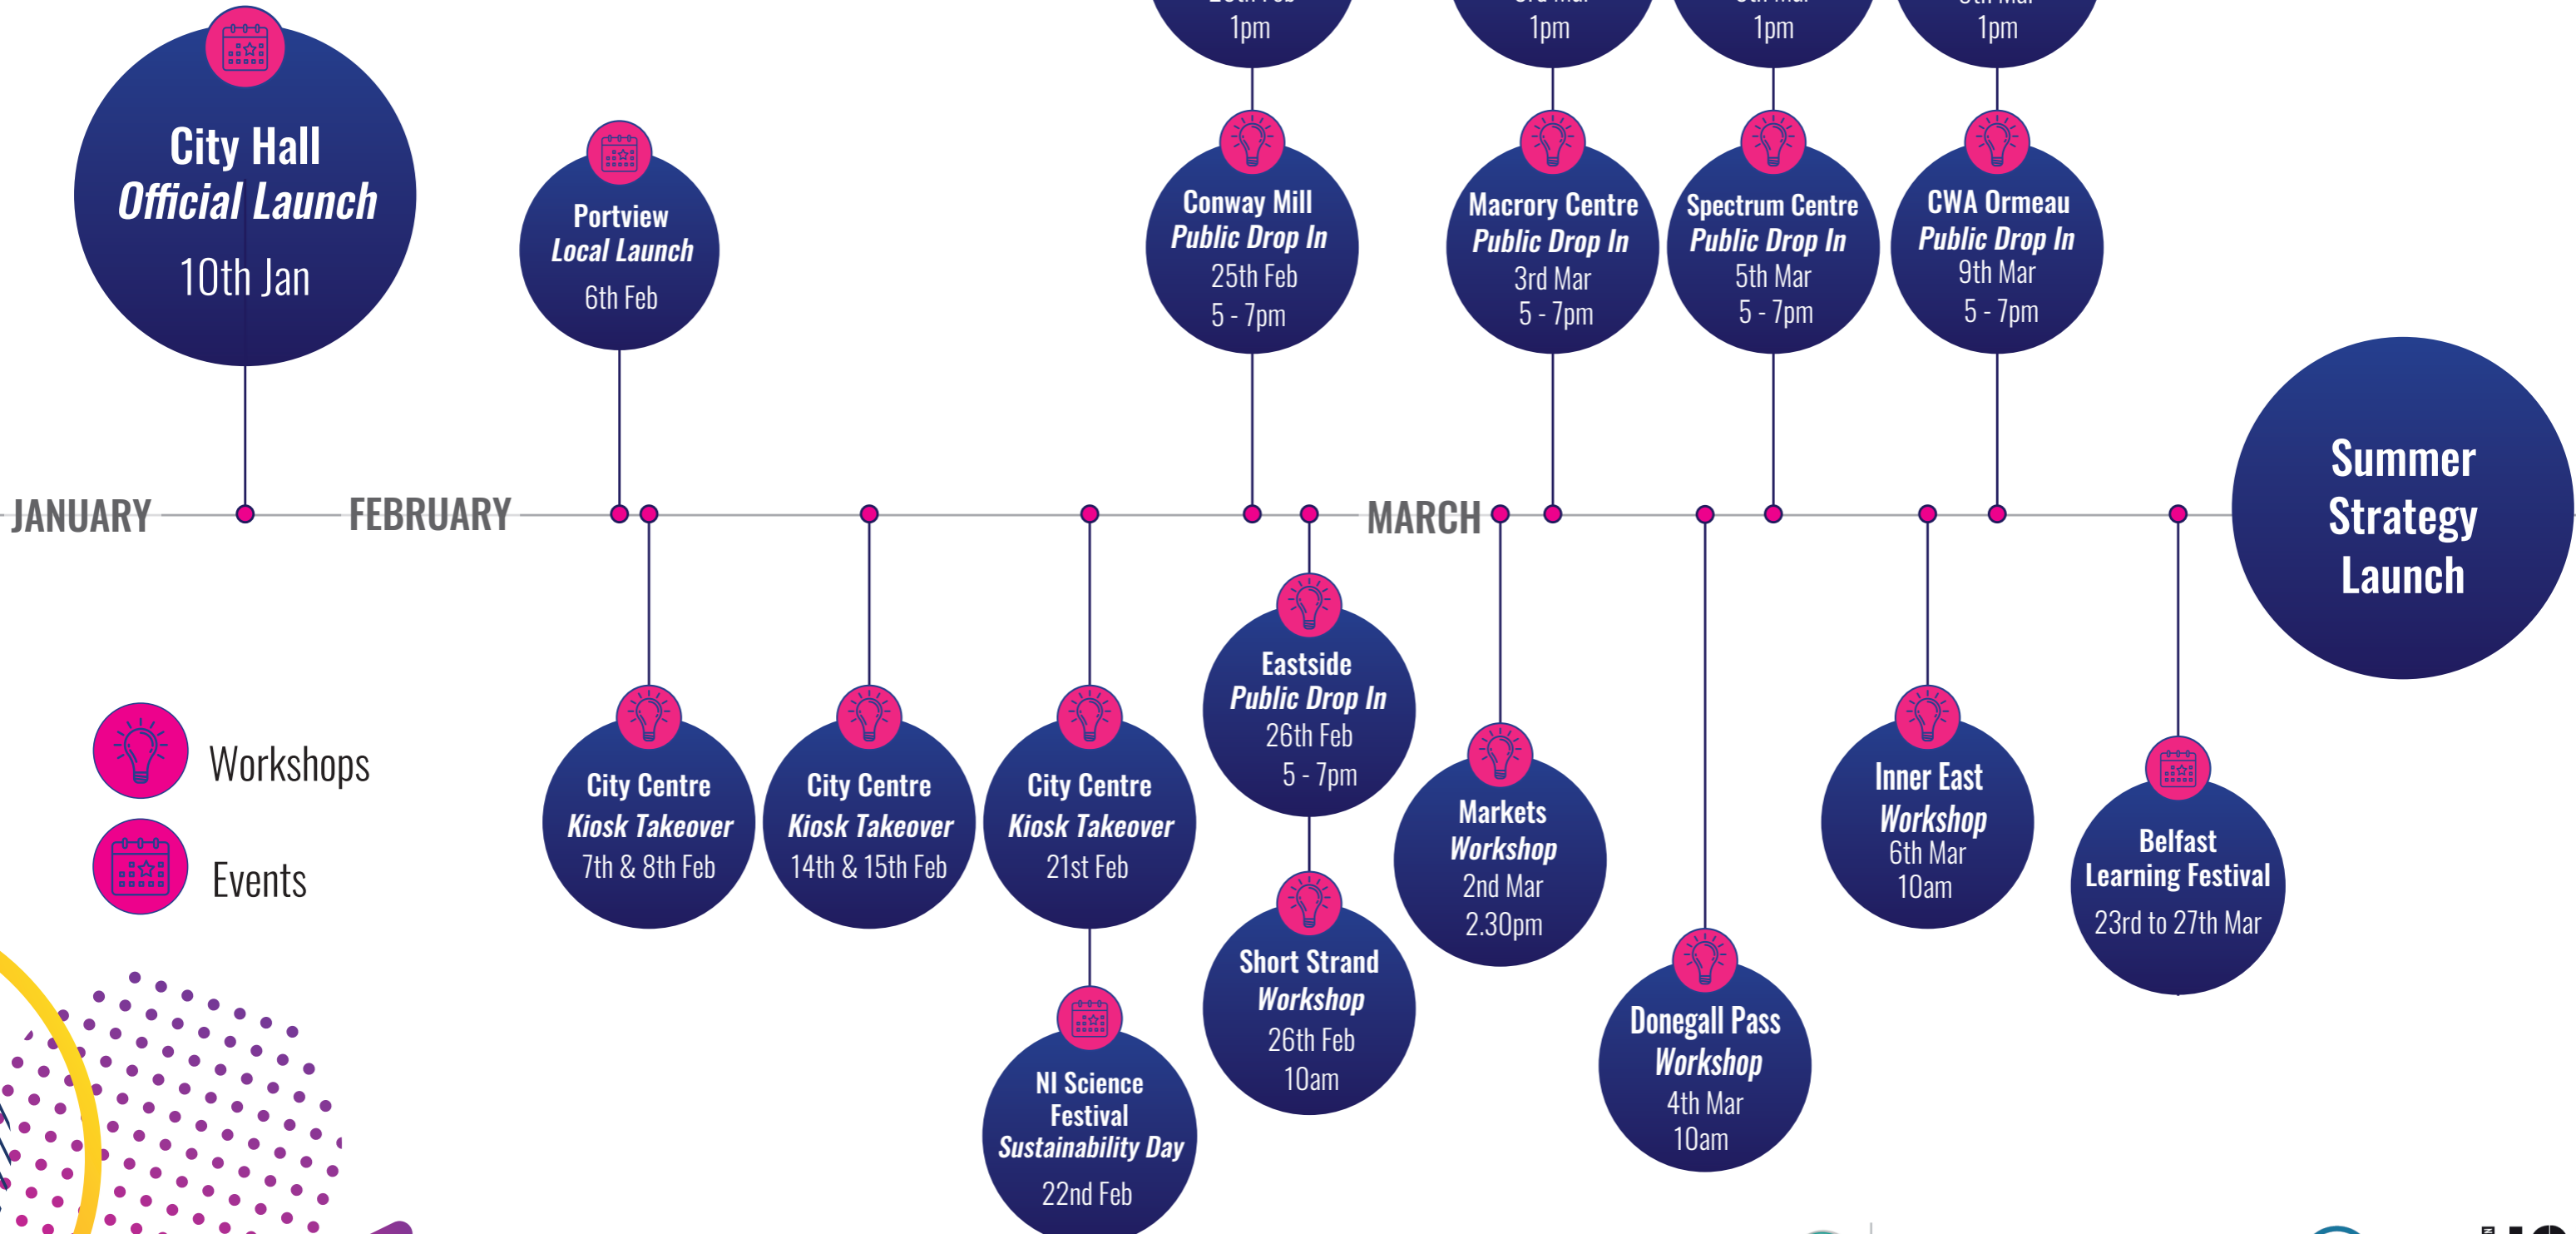 1pm
1pm
1pm
1pm
City Hall
Official Launch
10th Jan
Portview
Local Launch
6th Feb
Conway Mill
Public Drop In
25th Feb
5 - 7pm
Macrory Centre
Public Drop In
3rd Mar
5 - 7pm
Spectrum Centre
Public Drop In
5th Mar
5 - 7pm
CWA Ormeau
Public Drop In
9th Mar
5 - 7pm
JANUARY
FEBRUARY
MARCH
Summer
Strategy
Launch
Workshops
Events
City Centre
Kiosk Takeover
7th & 8th Feb
City Centre
Kiosk Takeover
14th & 15th Feb
City Centre
Kiosk Takeover
21st Feb
NI Science
Festival
Sustainability Day
22nd Feb
Eastside
Public Drop In
26th Feb
5 - 7pm
Short Strand
Workshop
26th Feb
10am
Markets
Workshop
2nd Mar
2.30pm
Donegall Pass
Workshop
4th Mar
10am
Inner East
Workshop
6th Mar
10am
Belfast
Learning Festival
23rd to 27th Mar